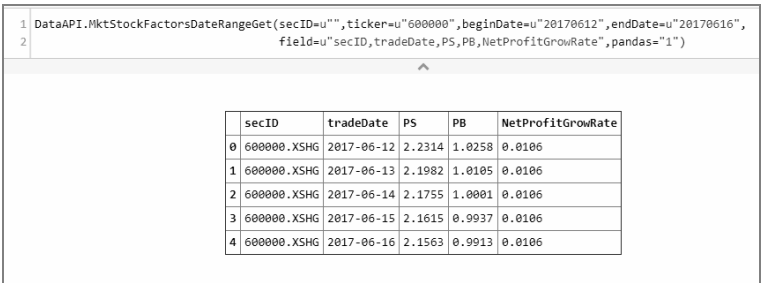 1 DataAPI.MktStockFactorsDateRangeGet(secID=u"",ticker=u"600000",beginDate=u"20170612",endDate=u"20170616",
2 field=u"secID,tradeDate,PS,PB,NetProfitGrowRate",pandas="1")
secID tradeDate PS PB NetProfitGrowRate
0 600000.XSHG 2017-06-12 2.2314 1.0258 0.0106
1 600000.XSHG 2017-06-13 2.1982 1.0105 0.0106
2 600000.XSHG 2017-06-14 2.1755 1.0001 0.0106
3 600000.XSHG 2017-06-15 2.1615 0.9937 0.0106
4 600000.XSHG 2017-06-16 2.1563 0.9913 0.0106